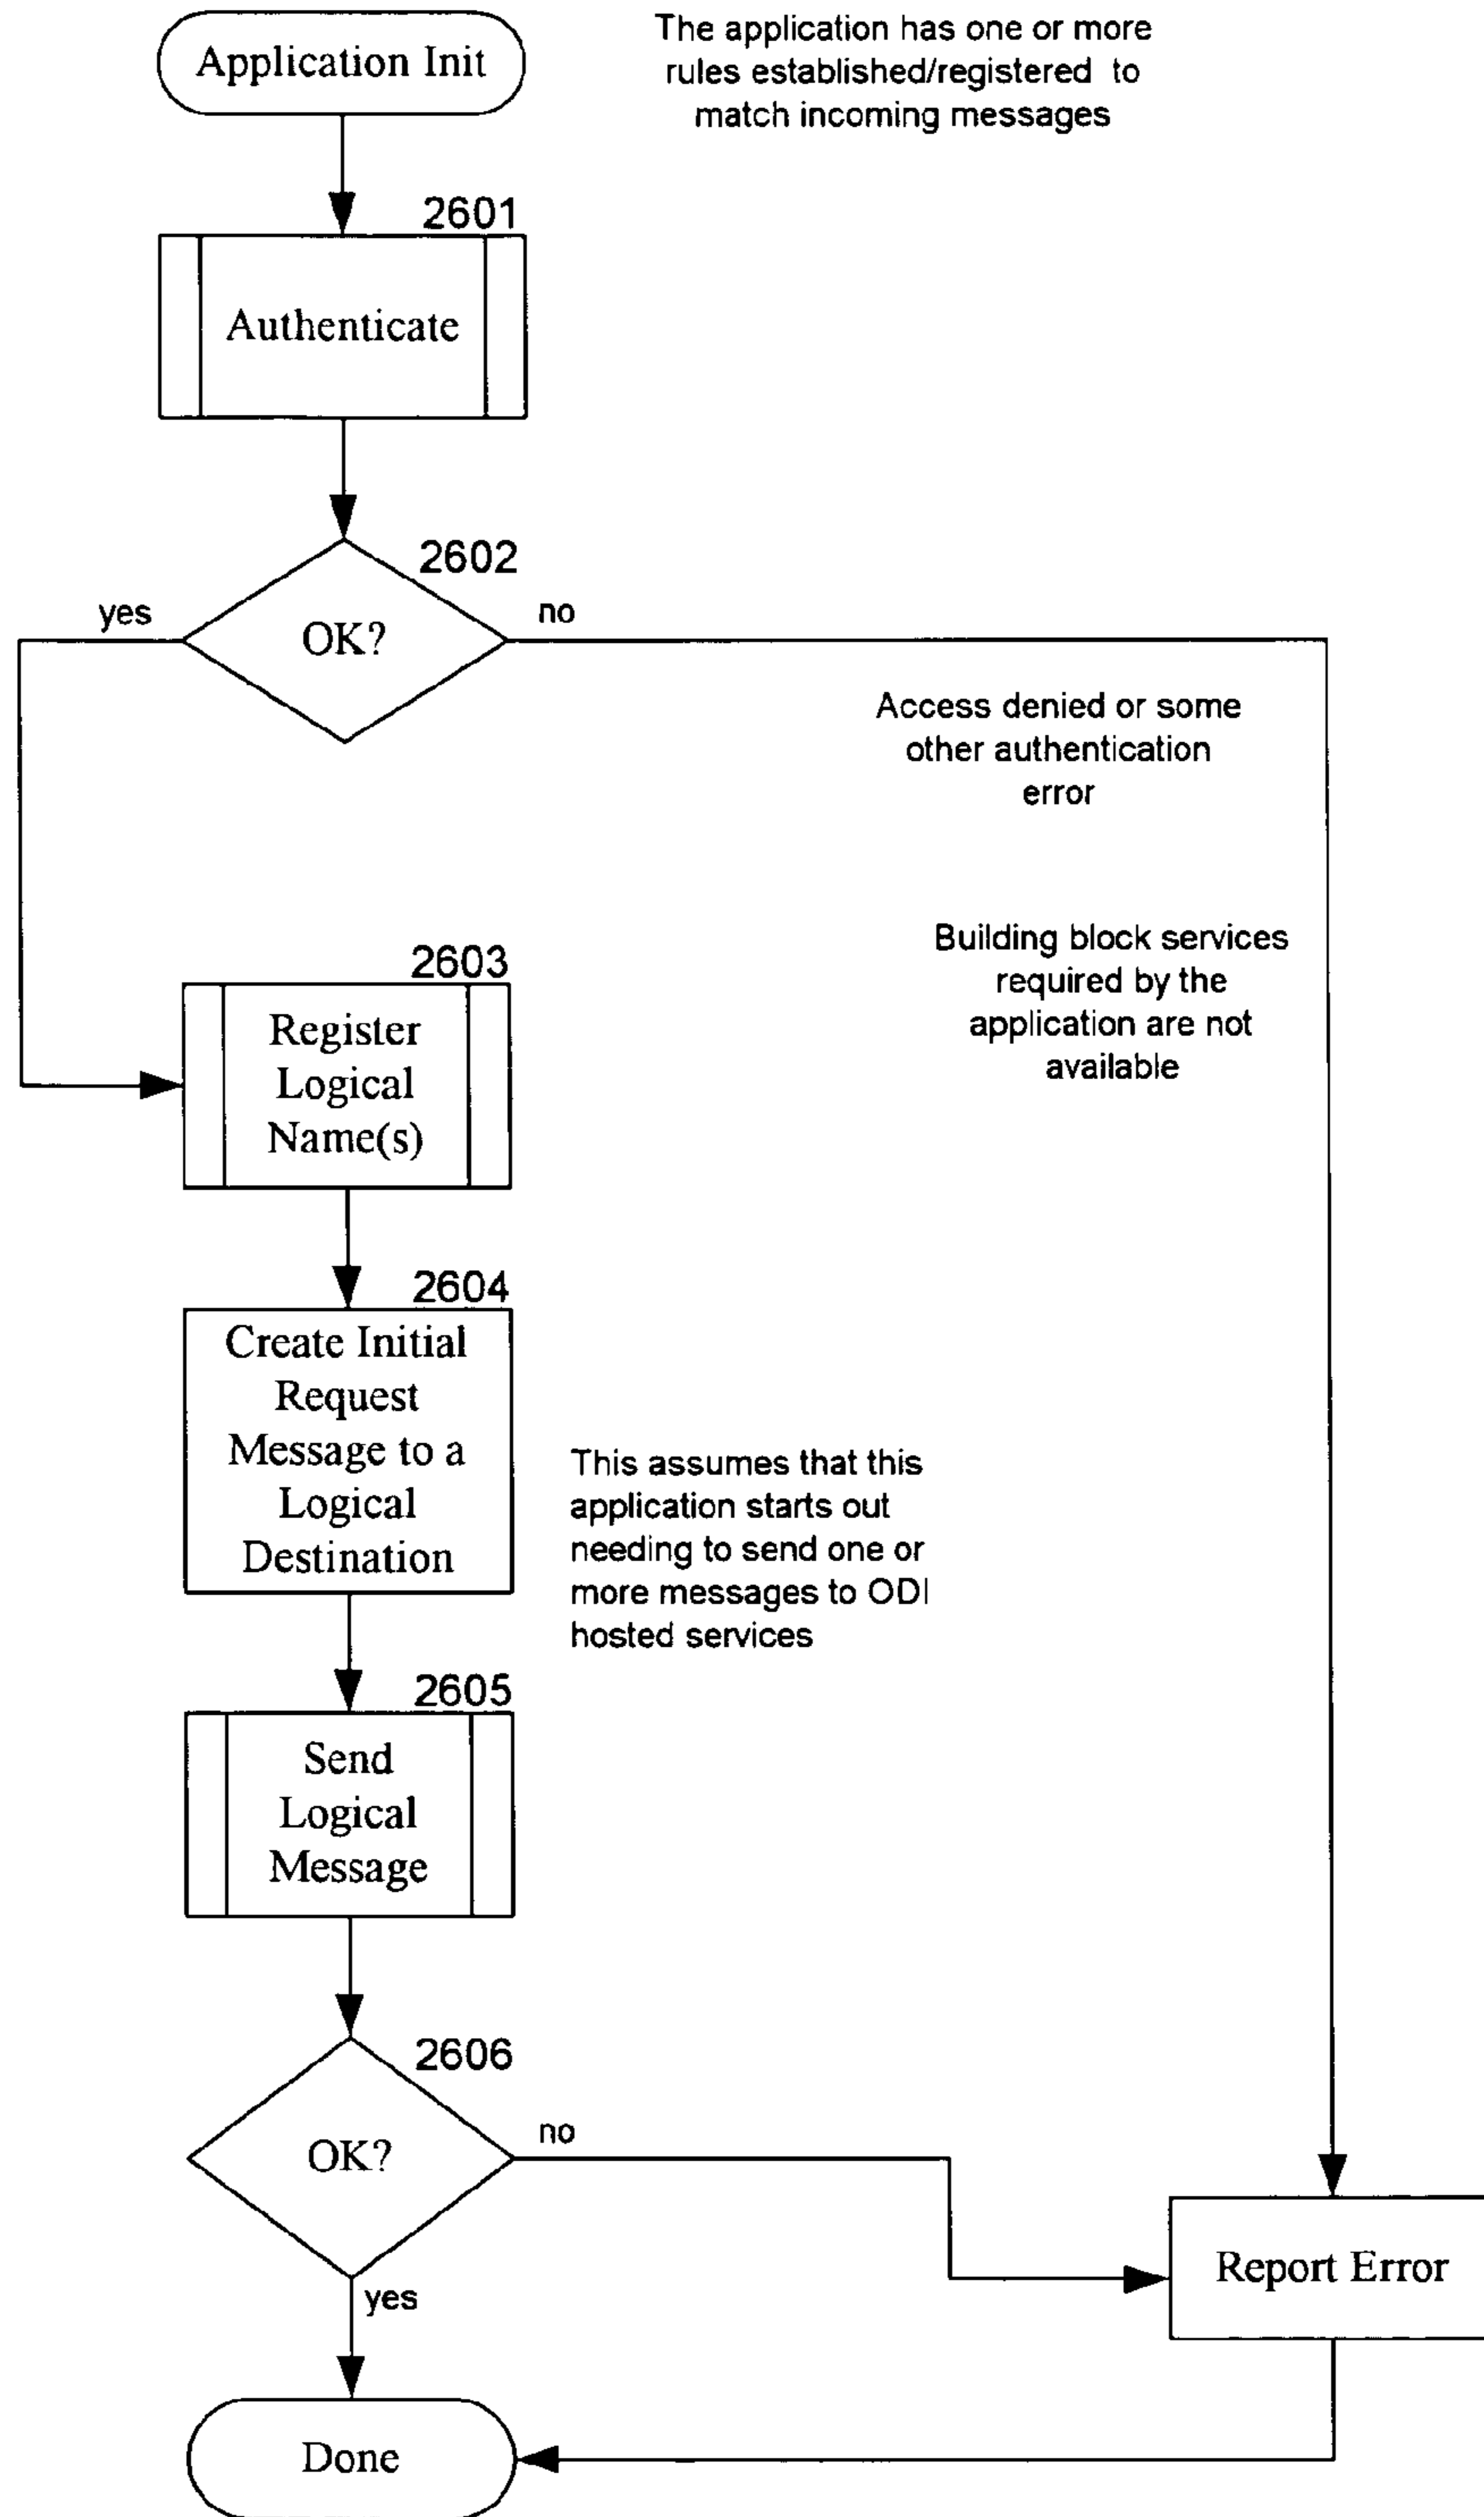 Application Init
The application has one or more
rules established/registered to
match incoming messages
2601
Authenticate
2602
yes
OK?
no
Access denied or some
other authentication
error
Building block services
required by the
application are not
available
2603
Register
Logical
Name(s)
2604
Create Initial
Request
Message to a
Logical
Destination
This assumes that this
application starts out
needing to send one or
more messages to ODI
hosted services
2605
Send
Logical
Message
2606
OK?
no
yes
Report Error
Done